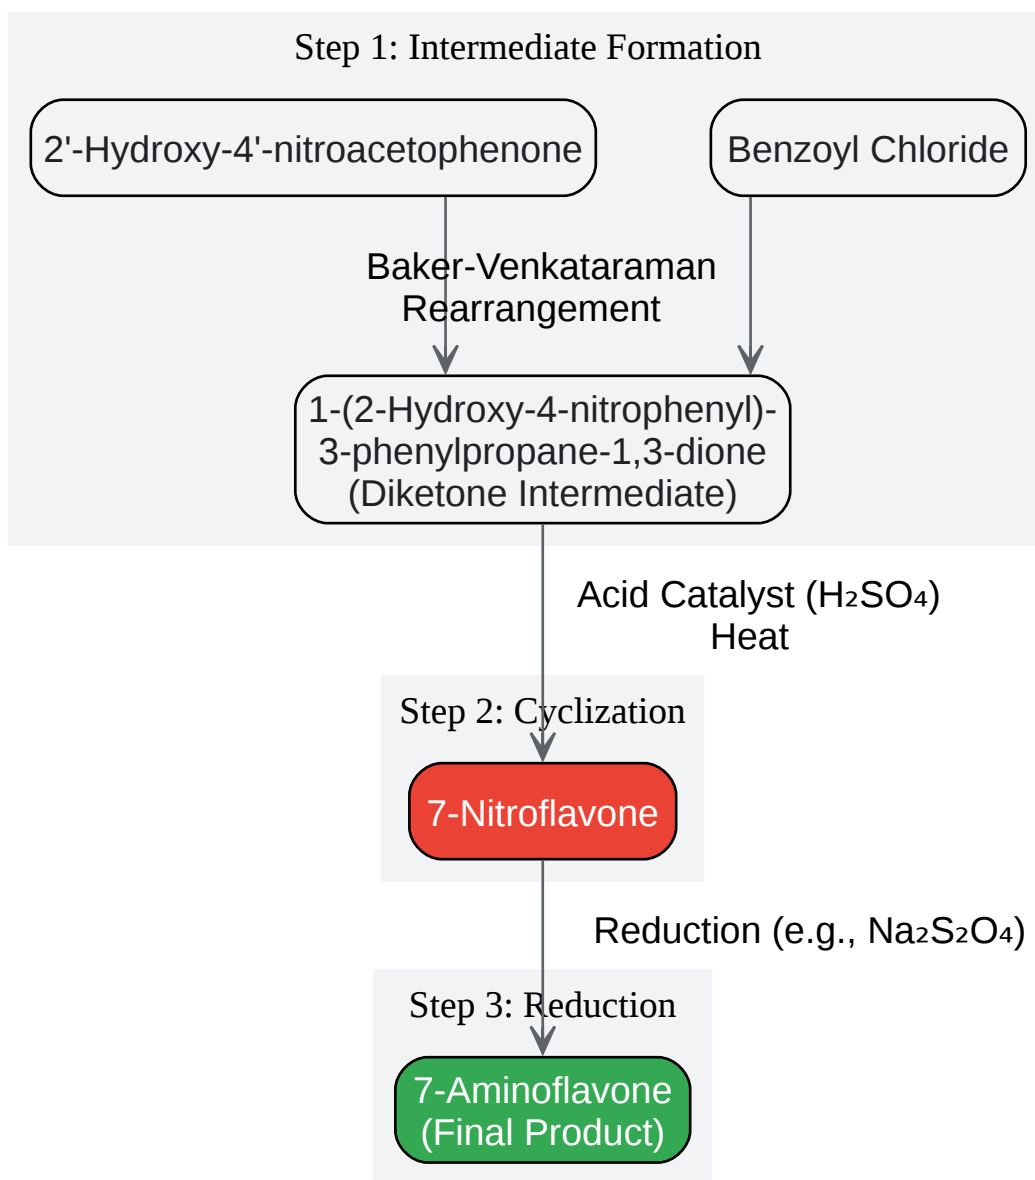 Step 1: Intermediate Formation
2'-Hydroxy-4'-nitroacetophenone
Benzoyl Chloride
Baker-Venkataraman
Rearrangement
1-(2-Hydroxy-4-nitrophenyl)-
3-phenylpropane-1,3-dione
(Diketone Intermediate)
Acid Catalyst (H₂SO₄)
Heat
Step 2: Cyclization
7-Nitroflavone
Reduction (e.g., Na₂S₂O₄)
Step 3: Reduction
7-Aminoflavone
(Final Product)